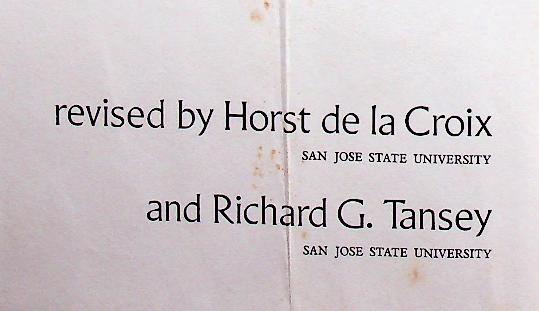 revised by Horst de la Croix
SAN JOSE STATE UNIVERSITY
and Richard G. Tansey
SAN JOSE STATE UNIVERSITY